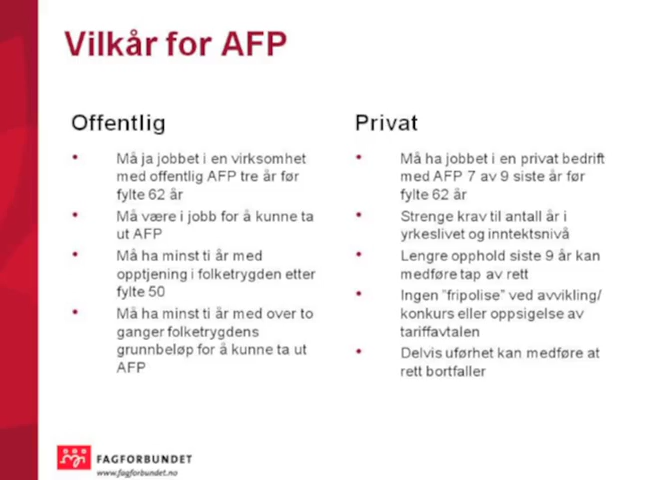 Vilkår for AFP
Offentlig
• Må ja jobbet i en virksomhet
med offentlig AFP tre år før
fylte 62 år
• Må være i jobb for å kunne ta
ut AFP
• Må ha minst ti år med
opptjening i folketrygden etter
fylte 50
• Må ha minst ti år med over to
ganger folketrygdens
grunnbeløp for å kunne ta ut
AFP
Privat
• Må ha jobbet i en privat bedrift
med AFP 7 av 9 siste år før
fylte 62 år
• Strenge krav til antall år i
yrkeslivet og inntektsnivå
• Lengre opphold siste 9 år kan
medføre tap av rett
• Ingen "fripolise" ved avvikling/
konkurs eller oppsigelse av
tariffavtalen
• Delvis uførhet kan medføre at
rett bortfaller
FAGFORBUNDET
www.fagforbundet.no